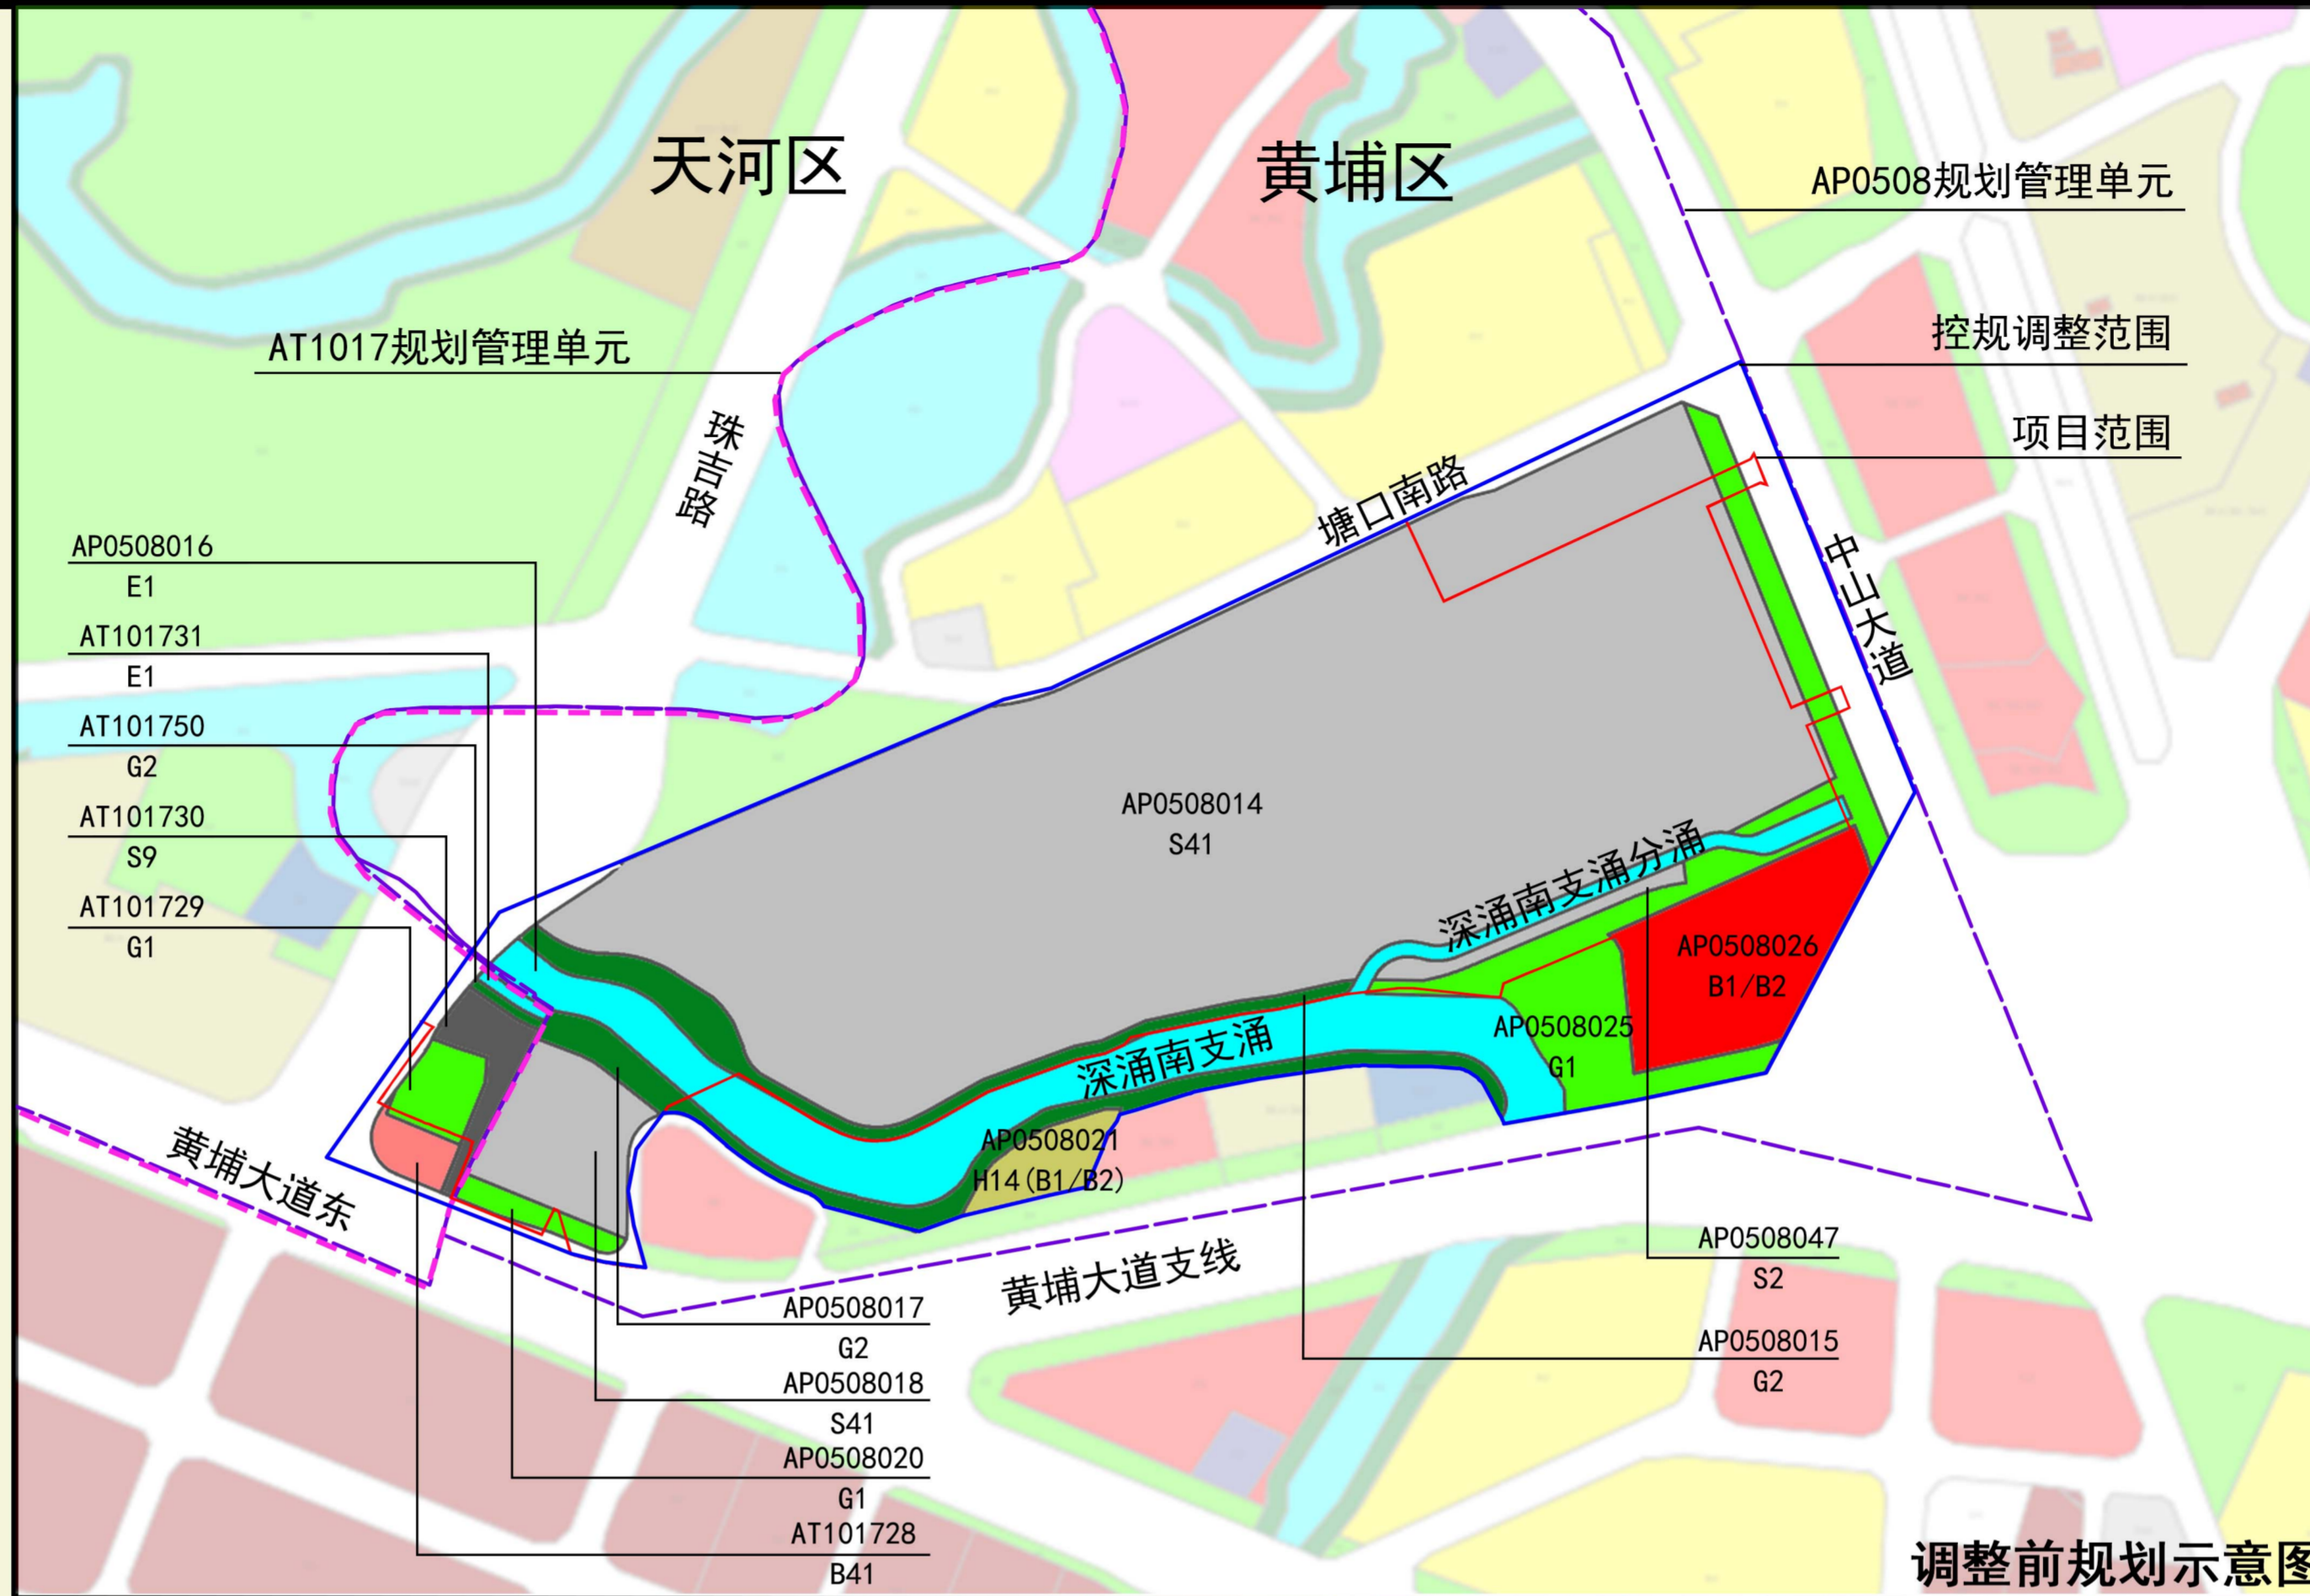 天河区
黄埔区
AP0508规划管理单元
控规调整范围
项目范围
AT1017规划管理单元
珠吉路
塘口南路
中山大道
AP0508016
E1
AT101731
E1
AT101750
G2
AT101730
S9
AT101729
G1
AP0508014
S41
深涌南支涌分涌
AP0508026
B1/B2
AP0508025
G1
深涌南支涌
AP0508021
H14(B1/B2)
黄埔大道东
黄埔大道支线
AP0508047
S2
AP0508015
G2
AP0508017
G2
AP0508018
S41
AP0508020
G1
AT101728
B41
调整前规划示意图